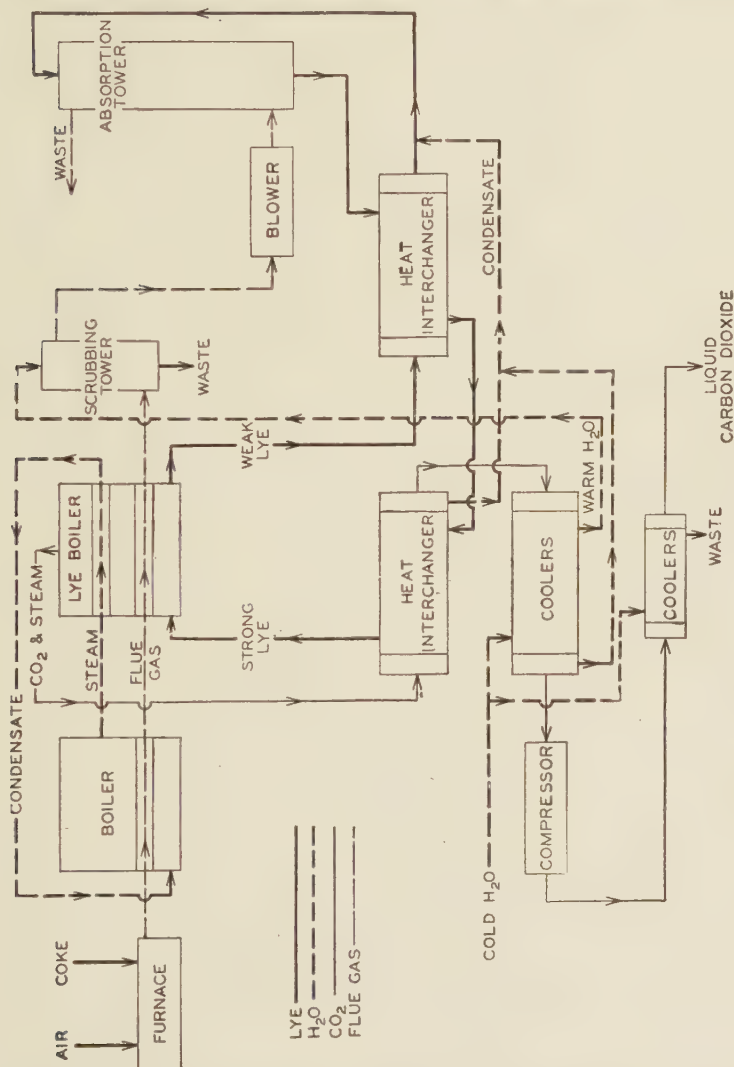 AIR
COKE
FURNACE
CONDENSATE
BOILER
CO2 & STEAM
STEAM
FLUE
GAS
LYE BOILER
SCRUBBING
TOWER
WASTE
BLOWER
WASTE
ABSORPTION
TOWER
STRONG
LYE
WEAK
LYE
HEAT
INTERCHANGER
HEAT
INTERCHANGER
CONDENSATE
LYE
H2O
CO2
FLUE GAS
COLD H2O
COOLERS
WARM H2O
COMPRESSOR
COOLERS
WASTE
LIQUID
CARBON DIOXIDE